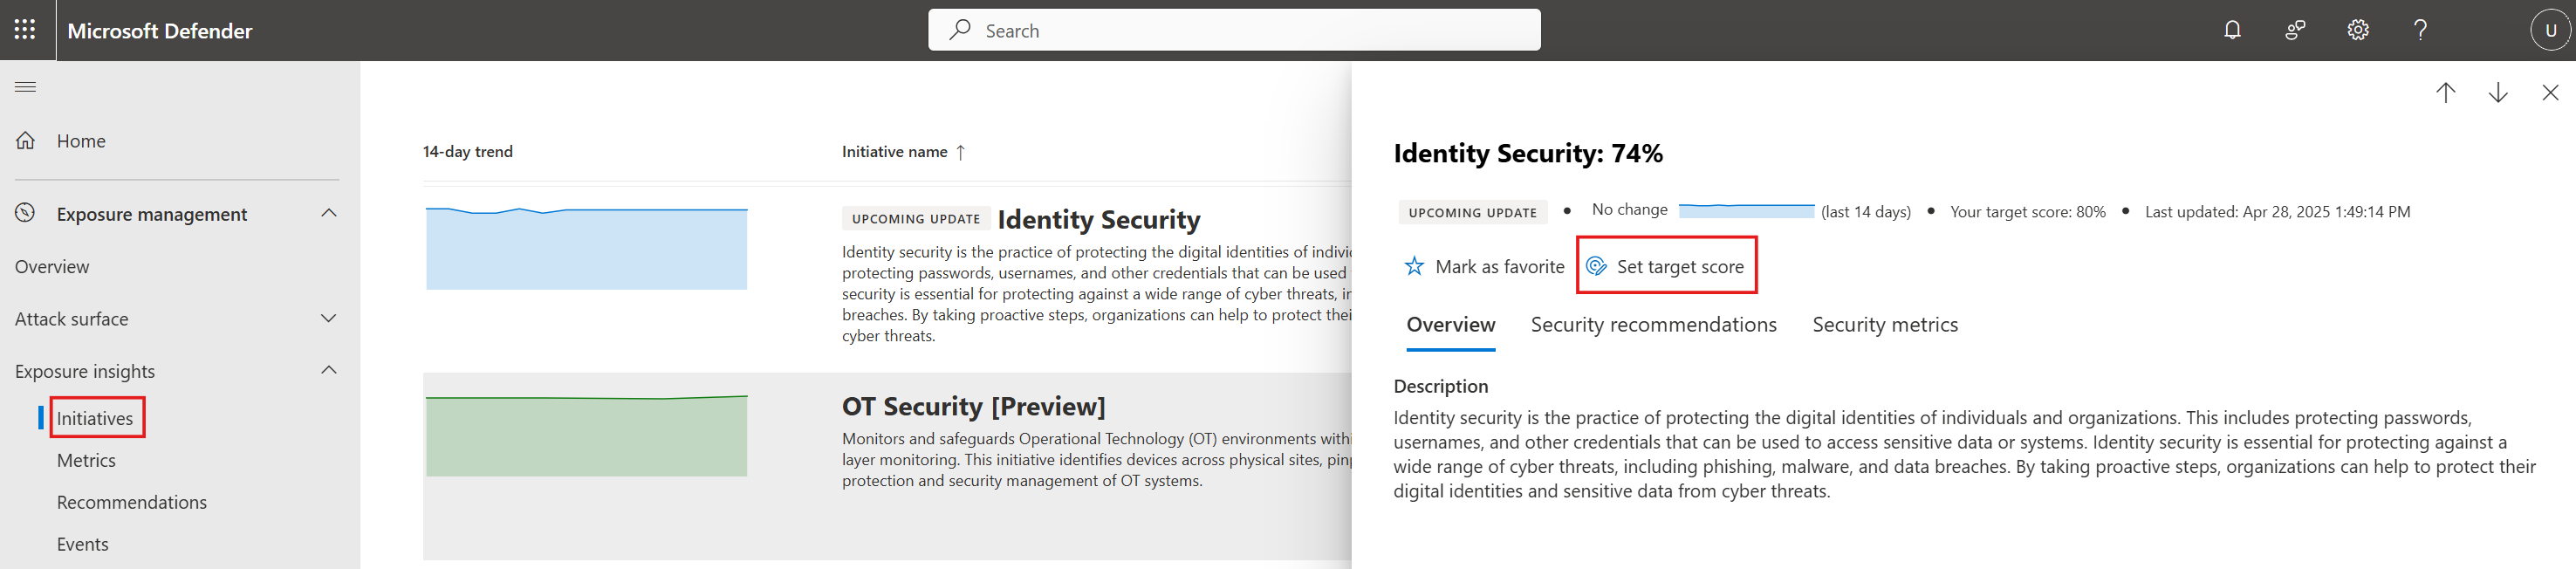 Microsoft Defender
Search
U
Home
Exposure management
Overview
Attack surface
Exposure insights
Initiatives
Metrics
Recommendations
Events
14-day trend
Initiative name
UPCOMING UPDATE Identity Security
Identity security is the practice of protecting the digital identities of
protecting passwords, usernames, and other credentials that can be used
security is essential for protecting against a wide range of cyber threats,
breaches. By taking proactive steps, organizations can help to protect
cyber threats.
OT Security [Preview]
Monitors and safeguards Operational Technology (OT) environments
layer monitoring. This initiative identifies devices across physical sites,
protection and security management of OT systems.
Identity Security: 74%
UPCOMING UPDATE • No change (last 14 days) • Your target score: 80% • Last updated: Apr 28, 2025 1:49:14 PM
Mark as favorite Set target score
Overview Security recommendations Security metrics
Description
Identity security is the practice of protecting the digital identities of individuals and organizations. This includes protecting passwords,
usernames, and other credentials that can be used to access sensitive data or systems. Identity security is essential for protecting against a
wide range of cyber threats, including phishing, malware, and data breaches. By taking proactive steps, organizations can help to protect their
digital identities and sensitive data from cyber threats.